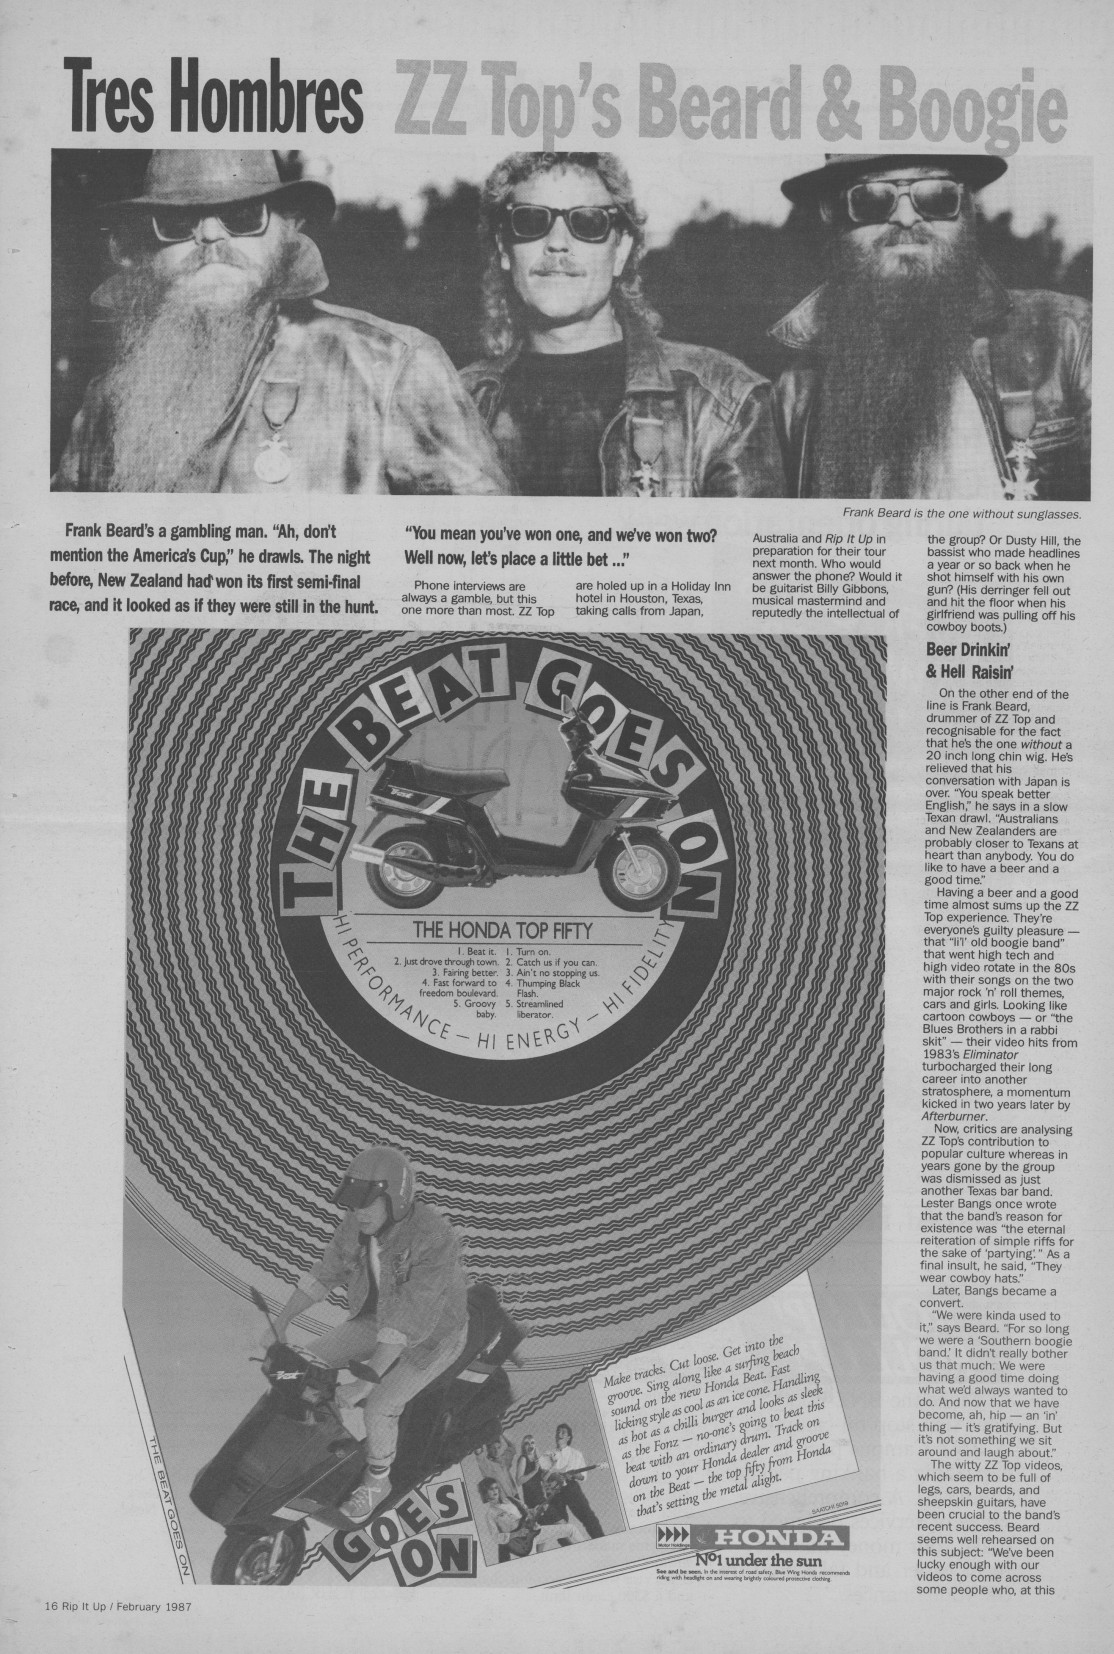 Tres Hombres ZZ Top's Beard & Boogie
Frank Beard is the one without sunglasses.
Frank Beard's a gambling man. “Ah, don't
mention the America's Cup,” he drawls. The night
before, New Zealand had won its first semi-final
race, and it looked as if they were still in the hunt.
“You mean you've won one, and we've won two?
Well now, let's place a little bet ...”
Phone interviews are
always a gamble, but this
one more than most. ZZ Top
are holed up in a Holiday Inn
hotel in Houston, Texas,
taking calls from Japan,
Australia and Rip It Up in
preparation for their tour
next month. Who would
answer the phone? Would it
be guitarist Billy Gibbons,
musical mastermind and
reputedly the intellectual of
the group? Or Dusty Hill, the
bassist who made headlines
a year or so back when he
shot himself with his own
gun? (His derringer fell out
and hit the floor when his
girlfriend was pulling off his
cowboy boots.)
Beer Drinkin'
& Hell Raisin'
On the other end of the
line is Frank Beard,
drummer of ZZ Top and
recognisable for the fact
that he's the one without a
20 inch long chin wig. He's
relieved that his
conversation with Japan is
over. “You speak better
English,” he says in a slow
Texan drawl. “Australians
and New Zealanders are
probably closer to Texans at
heart than anybody. You do
like to have a beer and a
good time.”
Having a beer and a good
time almost sums up the ZZ
Top experience. They're
everyone's guilty pleasure —
that “li'l' old boogie band”
that went high tech and
high video rotate in the 80s
with their songs on the two
major rock 'n' roll themes,
cars and girls. Looking like
cartoon cowboys — or “the
Blues Brothers in a rabbi
skit” — their video hits from
1983's Eliminator
turbocharged their long
career into another
stratosphere, a momentum
kicked in two years later by
Afterburner.
Now, critics are analysing
ZZ Top's contribution to
popular culture whereas in
years gone by the group
was dismissed as just
another Texas bar band.
Lester Bangs once wrote
that the band's reason for
existence was “the eternal
reiteration of simple riffs for
the sake of 'partying'.” As a
final insult, he said, “They
wear cowboy hats.”
Later, Bangs became a
convert.
“We were kinda used to
it,” says Beard. “For so long
we were a 'Southern boogie
band.' It didn't really bother
us that much. We were
having a good time doing
what we'd always wanted to
do. And now that we have
become, ah, hip — an 'in'
thing — it's gratifying. But
it's not something we sit
around and laugh about.”
The witty ZZ Top videos,
which seem to be full of
legs, cars, beards, and
sheepskin guitars, have
been crucial to the band's
recent success. Beard
seems well rehearsed on
this subject: “We've been
lucky enough with our
videos to come across
some people who, at this
THE BEAT GOES ON
THE HONDA TOP FIFTY
1. Beat it.
2. Just drove through town.
3. Fairing better.
4. Fast forward to
freedom boulevard.
5. Groovy
baby.
1. Turn on.
2. Catch us if you can.
3. Ain't no stopping us.
4. Thumping Black
Flash.
5. Streamlined
liberator.
HI PERFORMANCE – HI ENERGY – HI FIDELITY
Make tracks. Cut loose. Get into the
groove. Sing along like a surfing beach
sound on the new Honda Beat. Fast
licking style as cool as an ice cone. Handling
as hot as a chilli burger and looks as sleek
as the Fonz — no-one's going to beat this
beat with an ordinary drum. Track on
down to your Honda dealer and groove
on the Beat — the top fifty from Honda
that's setting the metal alight.
THE BEAT GOES ON
GOES
ON
SAATCHI 5019
HONDA
Nº1 under the sun
See and be seen. In the interest of road safety, Blue Wing Honda recommends
riding with headlight on and wearing brightly coloured protective clothing.
16 Rip It Up / February 1987